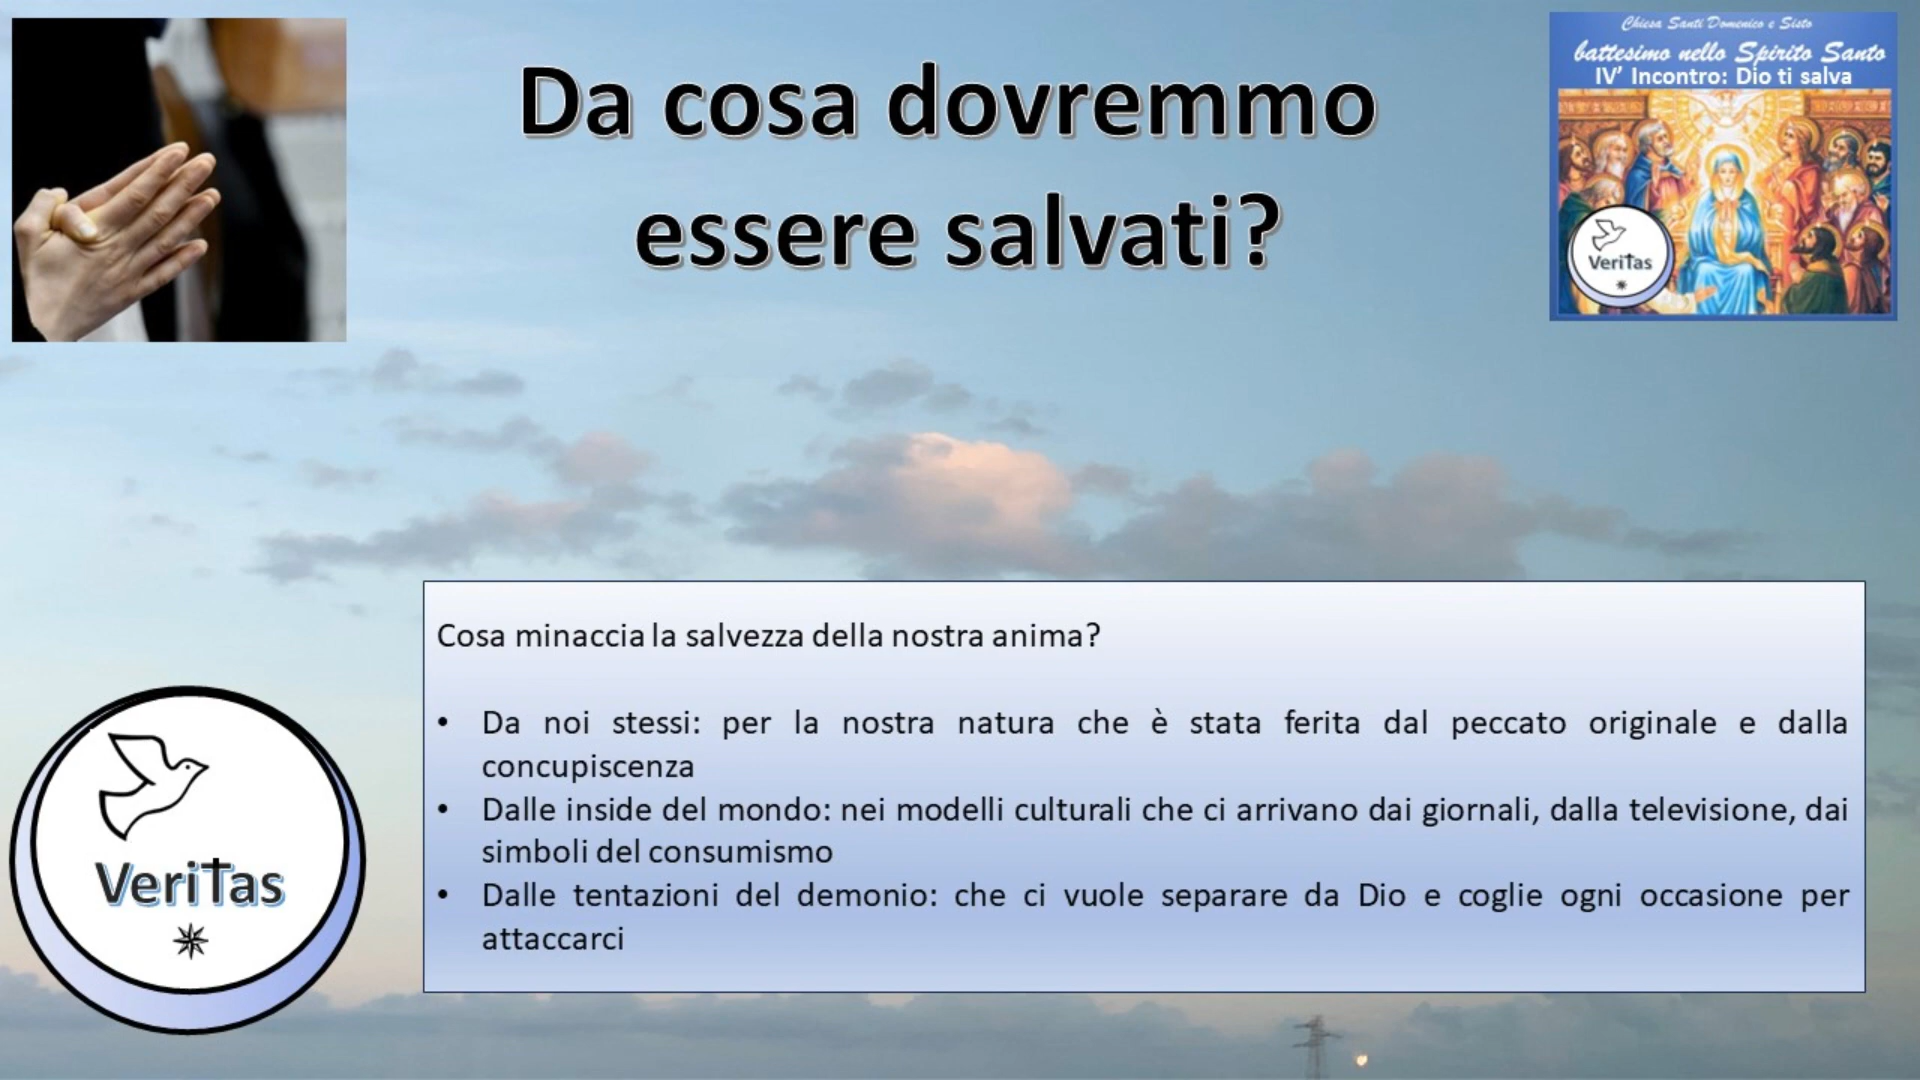 Da cosa dovremmo
essere salvati?
Chiesa Santi Domenico e Sisto
battesimo nello Spirito Santo
IV' Incontro: Dio ti salva
VeriTas
Cosa minaccia la salvezza della nostra anima?
• Da noi stessi: per la nostra natura che è stata ferita dal peccato originale e dalla
concupiscenza
• Dalle inside del mondo: nei modelli culturali che ci arrivano dai giornali, dalla televisione, dai
simboli del consumismo
• Dalle tentazioni del demonio: che ci vuole separare da Dio e coglie ogni occasione per
attaccarci
VeriTas